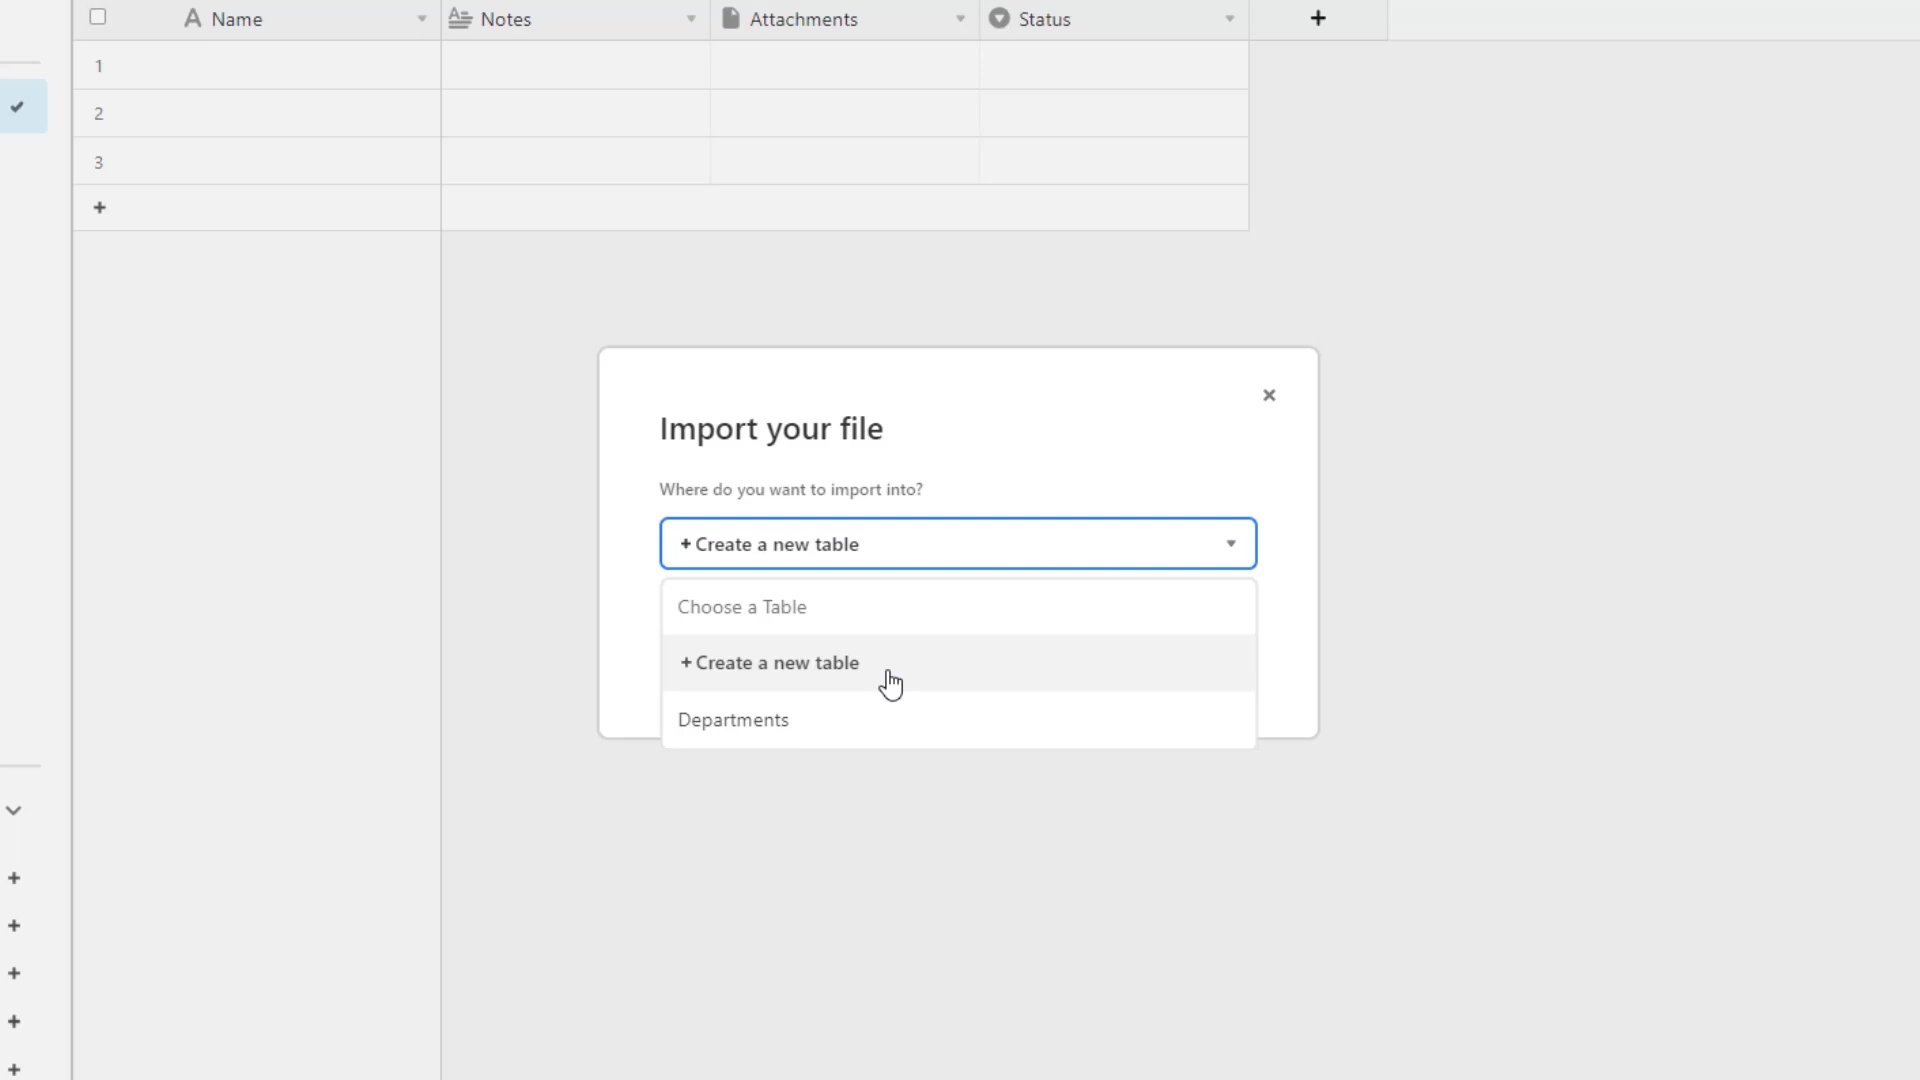 Name Notes Attachments Status
1
2
3
Import your file
Where do you want to import into?
+ Create a new table
Choose a Table
+ Create a new table
Departments